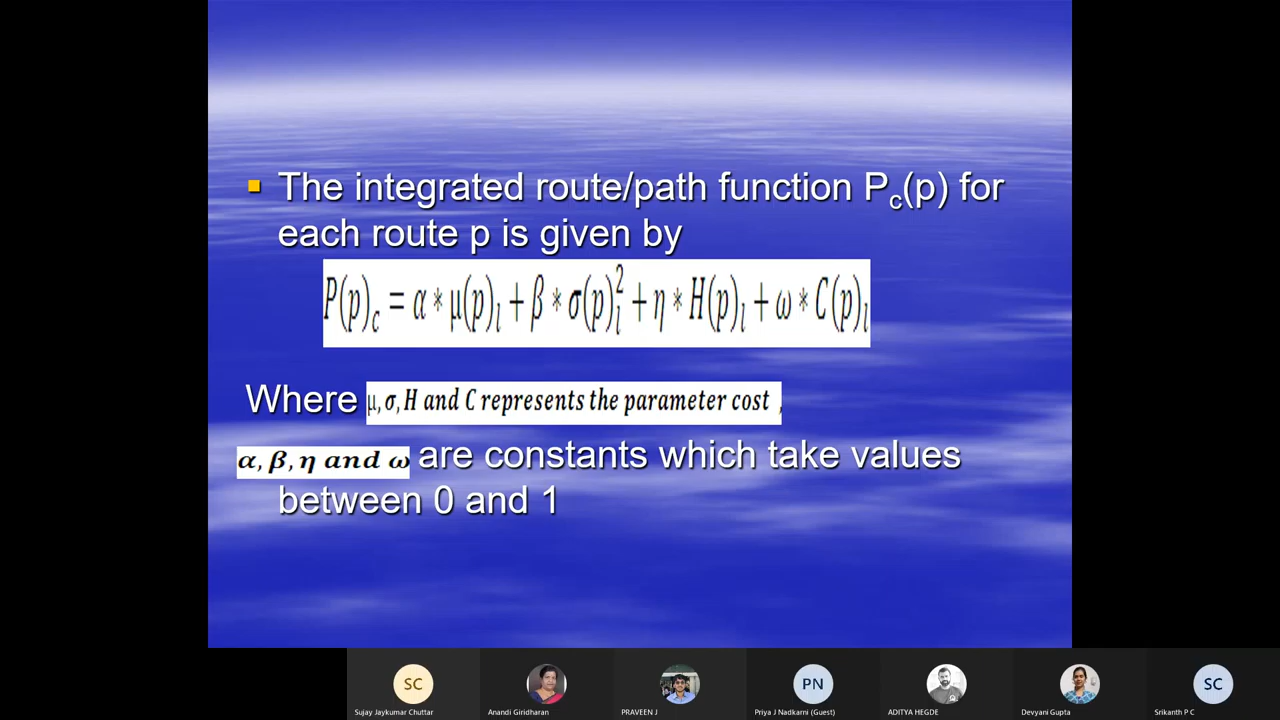 The integrated route/path function Pc(p) for
each route p is given by
P(p)c = α * μ(p)l + β * σ(p)l² + η * H(p)l + ω * C(p)l
Where μ, σ, H and C represents the parameter cost ,
α, β, η and ω are constants which take values
between 0 and 1
SC
PN
SC
Sujay Jaykumar Chuttar
Anandi Giridharan
PRAVEEN J
Priya J Nadkarni (Guest)
ADITYA HEGDE
Devyani Gupta
Srikanth P C